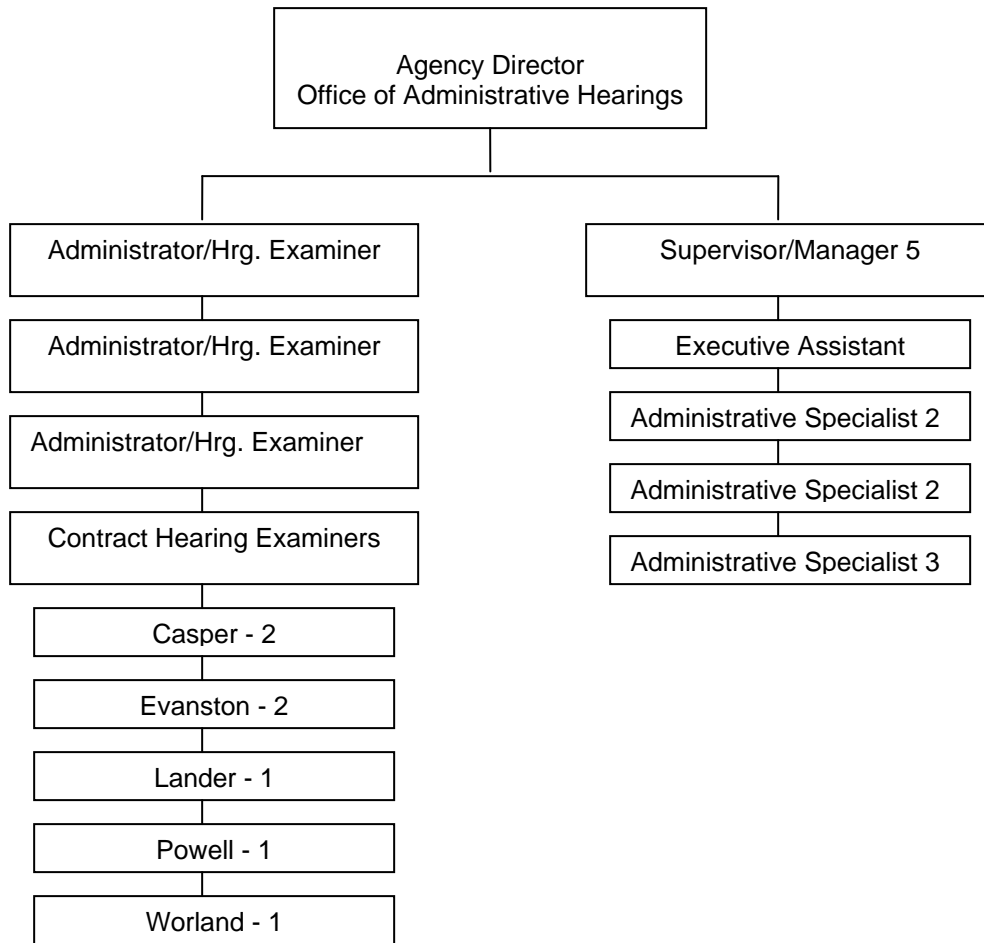 Agency Director
Office of Administrative Hearings
Administrator/Hrg. Examiner
Administrator/Hrg. Examiner
Administrator/Hrg. Examiner
Contract Hearing Examiners
Casper - 2
Evanston - 2
Lander - 1
Powell - 1
Worland - 1
Supervisor/Manager 5
Executive Assistant
Administrative Specialist 2
Administrative Specialist 2
Administrative Specialist 3